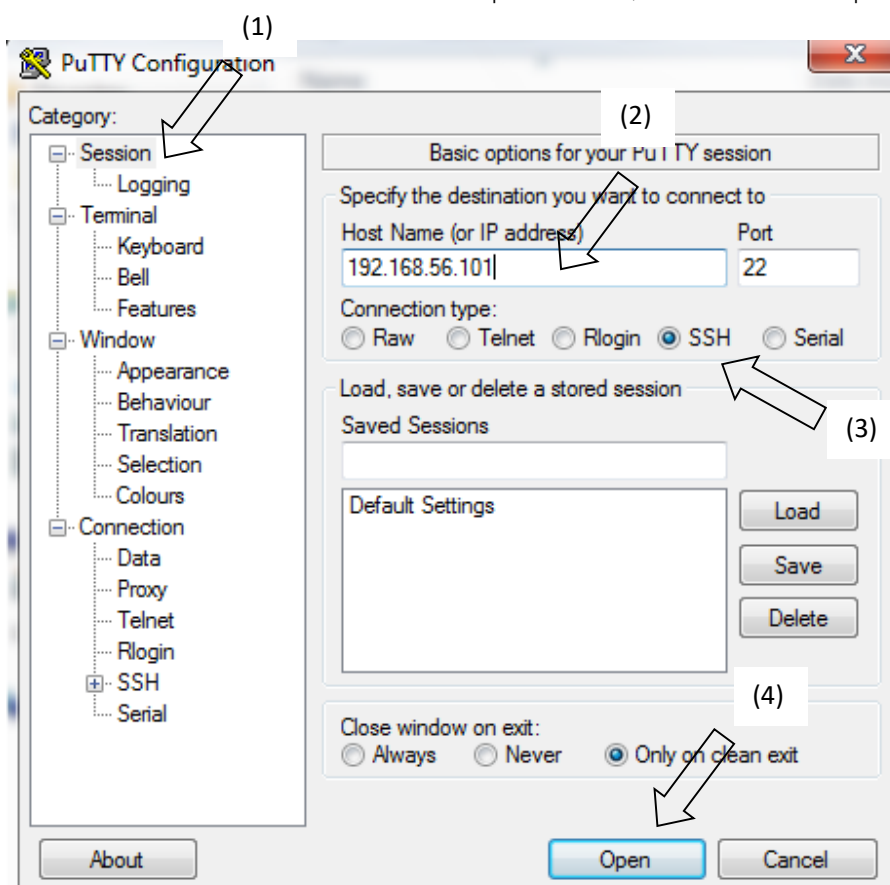 (1)
PuTTY Configuration
Category:
Session
Logging
Terminal
Keyboard
Bell
Features
Window
Appearance
Behaviour
Translation
Selection
Colours
Connection
Data
Proxy
Telnet
Rlogin
SSH
Serial
About
(2)
Basic options for your PuTTY session
Specify the destination you want to connect to
Host Name (or IP address) Port
192.168.56.101 22
Connection type:
Raw Telnet Rlogin SSH Serial
(3)
Load, save or delete a stored session
Saved Sessions
Default Settings
Load
Save
Delete
(4)
Close window on exit:
Always Never Only on clean exit
Open Cancel